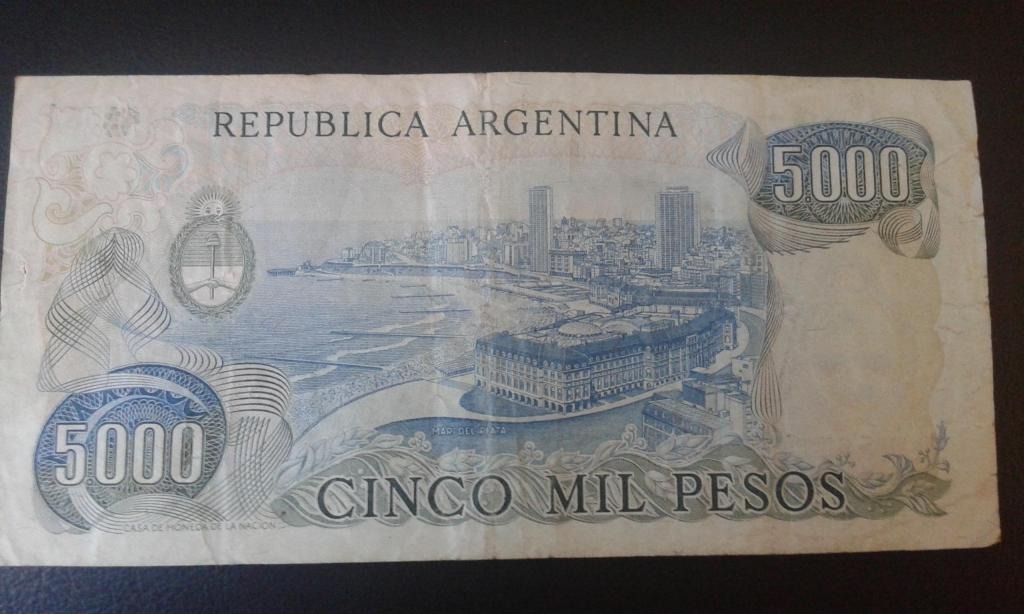 REPUBLICA ARGENTINA
5000
MAR DEL PLATA
5000
CINCO MIL PESOS
CASA DE MONEDA DE LA NACION